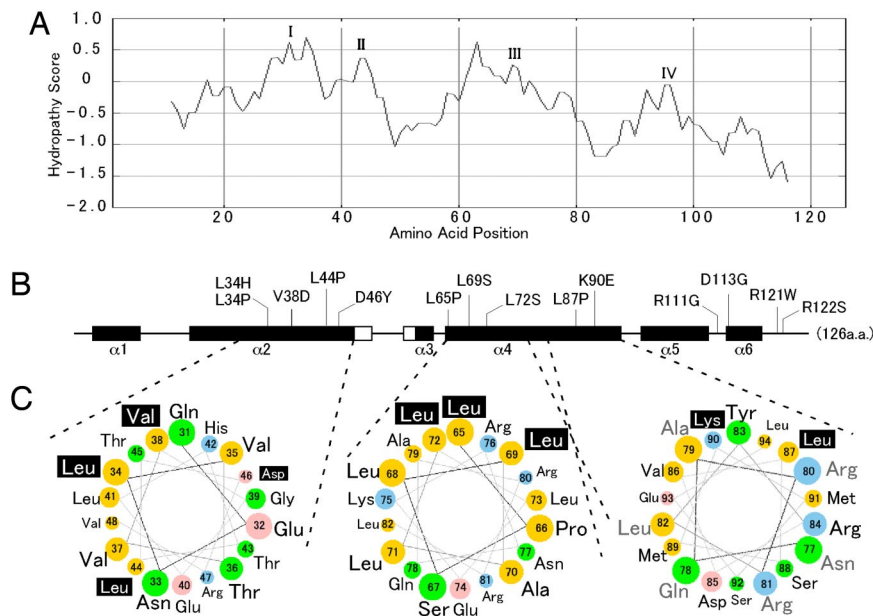 A
Hydropathy Score
1.0
0.5
0
-0.5
-1.0
-1.5
-2.0
I
II
III
IV
20 40 60 80 100 120
Amino Acid Position
B
L34H
L34P
V38D
L44P
D46Y
L65P
L69S
L72S
L87P
K90E
R111G
D113G
R121W
R122S
(126a.a.)
α1 α2 α3 α4 α5 α6
C
Gln 31
His 42
Val 35
Asp 46
Gly 39
Glu 32
Thr 43
Thr 36
Arg 47
Glu 40
Asn 33
Leu 44
Val 37
Val 48
Leu 41
Leu 34
Thr 45
Val 38
Leu 65
Arg 76
Leu 69
Arg 80
Leu 73
Pro 66
Asn 77
Ala 70
Arg 81
Glu 74
Ser 67
Gln 78
Leu 71
Leu 82
Lys 75
Leu 68
Ala 79
Leu 72
Tyr 83
Leu 94
Leu 87
Arg 80
Met 91
Arg 84
Asn 77
Ser 88
Arg 81
Ser 92
Asp 85
Gln 78
Met 89
Leu 82
Glu 93
Val 86
Ala 79
Lys 90